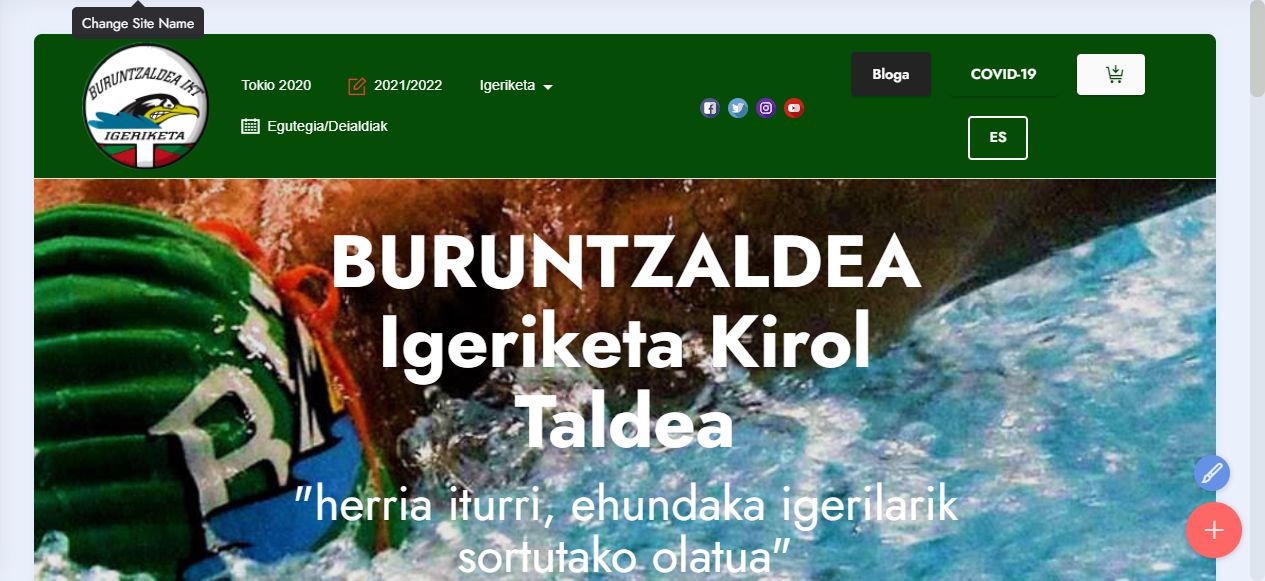 Change Site Name
BURUNTZALDEA IKT
IGERIKETA
Tokio 2020
2021/2022
Igeriketa
Egutegia/Deialdiak
Bloga
COVID-19
ES
BURUNTZALDEA
Igeriketa Kirol
Taldea
"herria iturri, ehundaka igerilarik
sortutako olatua"